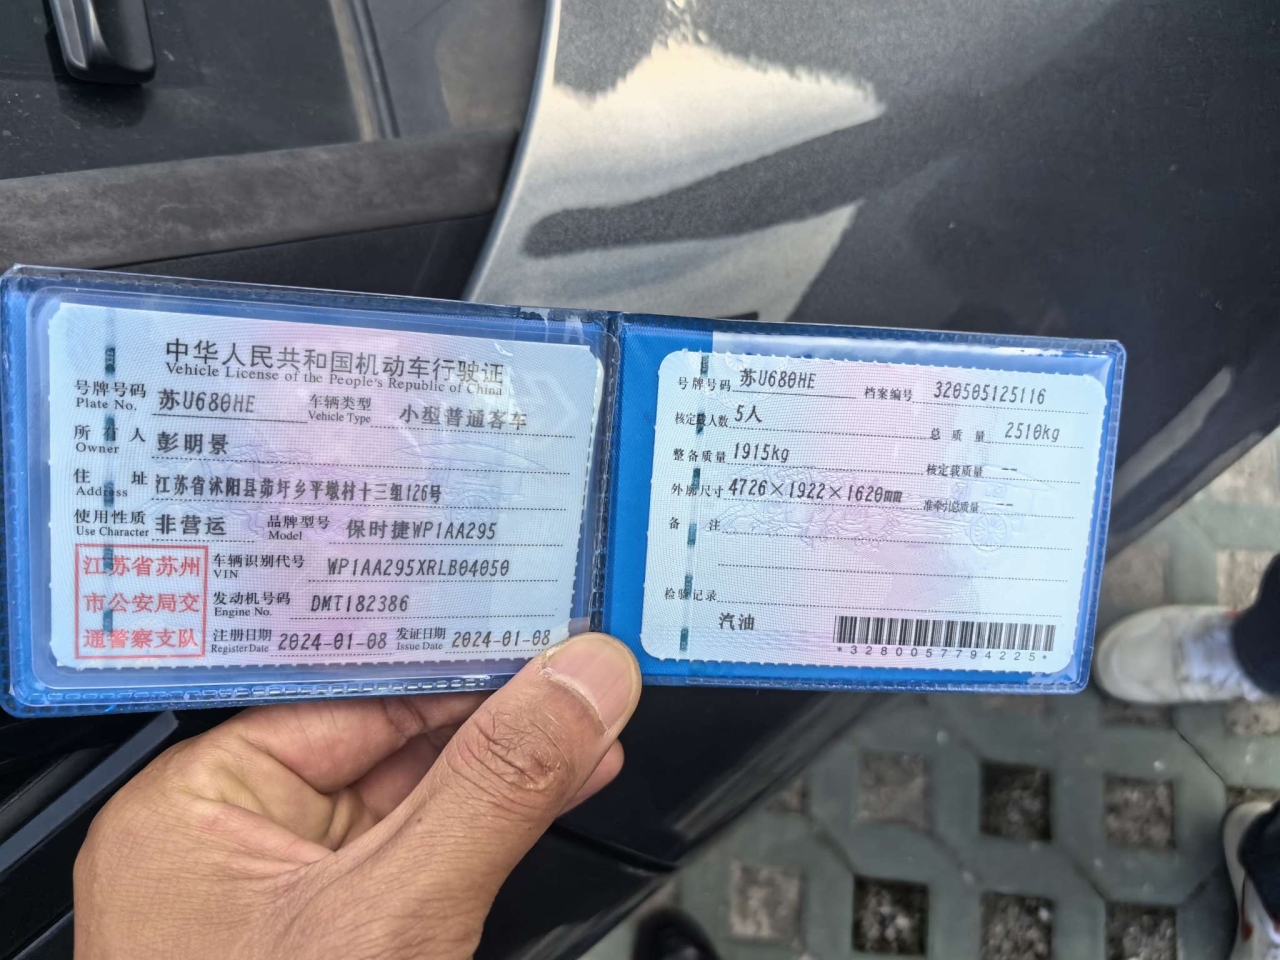 中华人民共和国机动车行驶证
Vehicle License of the People's Republic of China
号牌号码 苏U680HE 车辆类型 小型普通客车
Plate No. Vehicle Type
所有人 彭明景
Owner
住址 江苏省沭阳县茆圩乡平墩村十三组126号
Address
使用性质 非营运 品牌型号 保时捷WP1AA295
Use Character Model
江苏省苏州
市公安局交
通警察支队
车辆识别代号 WP1AA295XRLB04050
VIN
发动机号码 DMT182386
Engine No.
注册日期 2024-01-08 发证日期 2024-01-08
Register Date Issue Date
号牌号码 苏U680HE 档案编号 320505125116
核定载人数 5人 总质量 2510kg
整备质量 1915kg 核定载质量 --
外廓尺寸 4726×1922×1620mm 准牵引总质量 --
备注
检验记录
汽油
*3280057794225*